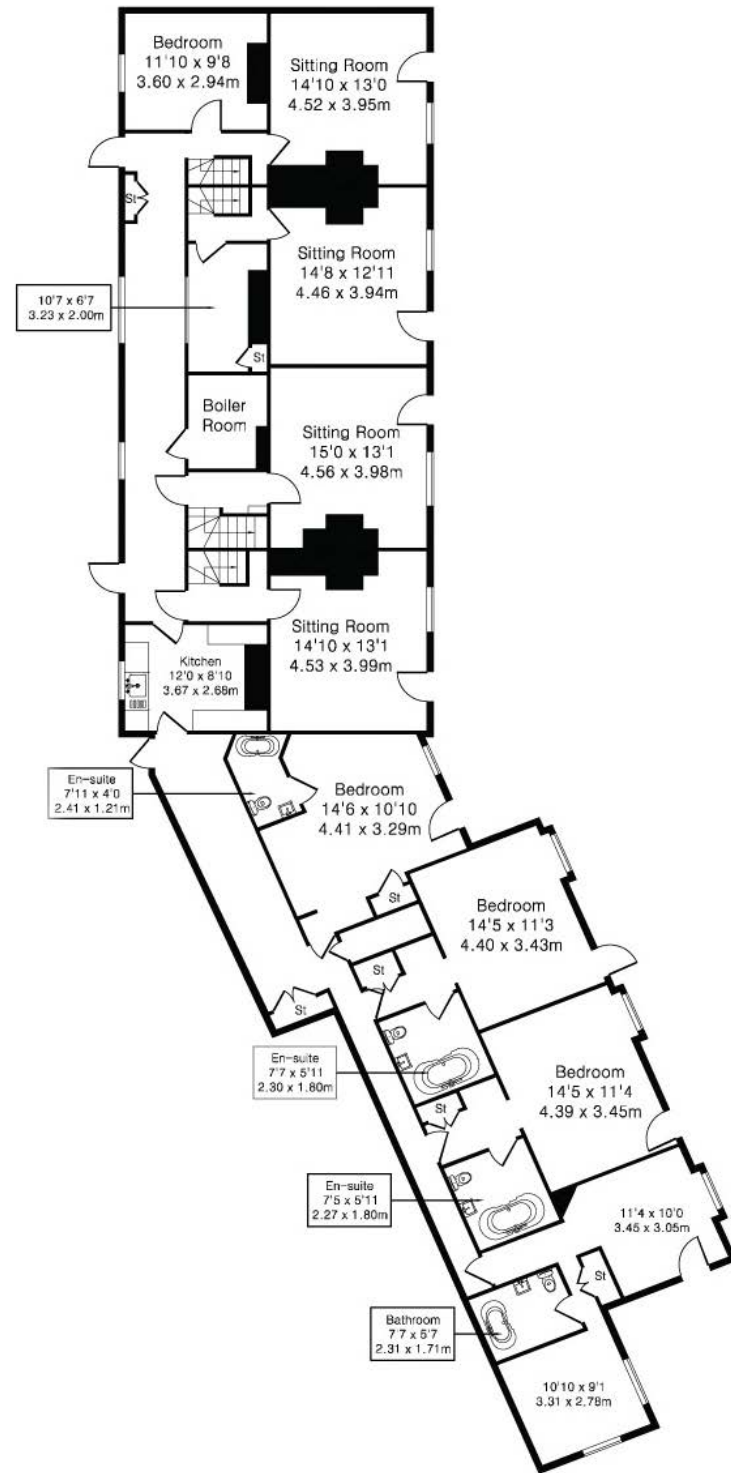 Bedroom
11'10 x 9'8
3.60 x 2.94m
Sitting Room
14'10 x 13'0
4.52 x 3.95m
St
Sitting Room
14'8 x 12'11
4.46 x 3.94m
10'7 x 6'7
3.23 x 2.00m
St
Boiler
Room
Sitting Room
15'0 x 13'1
4.56 x 3.98m
Sitting Room
14'10 x 13'1
4.53 x 3.99m
Kitchen
12'0 x 8'10
3.67 x 2.68m
En-suite
7'11 x 4'0
2.41 x 1.21m
Bedroom
14'6 x 10'10
4.41 x 3.29m
St
Bedroom
14'5 x 11'3
4.40 x 3.43m
St
St
En-suite
7'7 x 5'11
2.30 x 1.80m
Bedroom
14'5 x 11'4
4.39 x 3.45m
St
En-suite
7'5 x 5'11
2.27 x 1.80m
11'4 x 10'0
3.45 x 3.05m
St
Bathroom
7'7 x 5'7
2.31 x 1.71m
10'10 x 9'1
3.31 x 2.78m